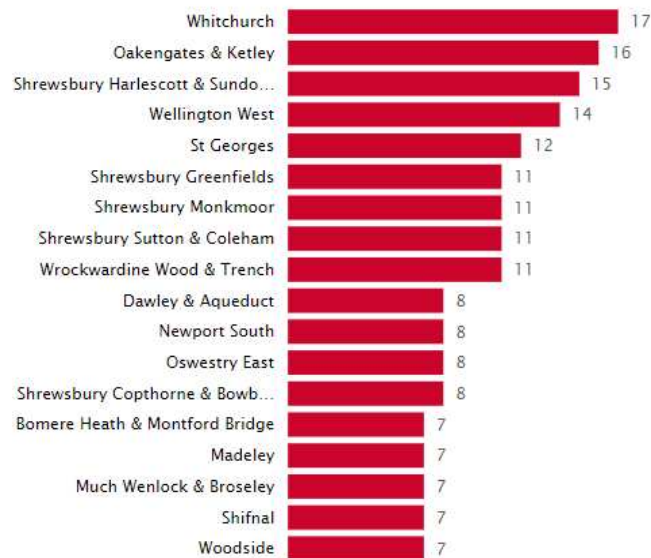 Whitchurch 17
Oakengates & Ketley 16
Shrewsbury Harlescott & Sundo... 15
Wellington West 14
St Georges 12
Shrewsbury Greenfields 11
Shrewsbury Monkmoor 11
Shrewsbury Sutton & Coleham 11
Wrockwardine Wood & Trench 11
Dawley & Aqueduct 8
Newport South 8
Oswestry East 8
Shrewsbury Copthorne & Bowb... 8
Bomere Heath & Montford Bridge 7
Madeley 7
Much Wenlock & Broseley 7
Shifnal 7
Woodside 7